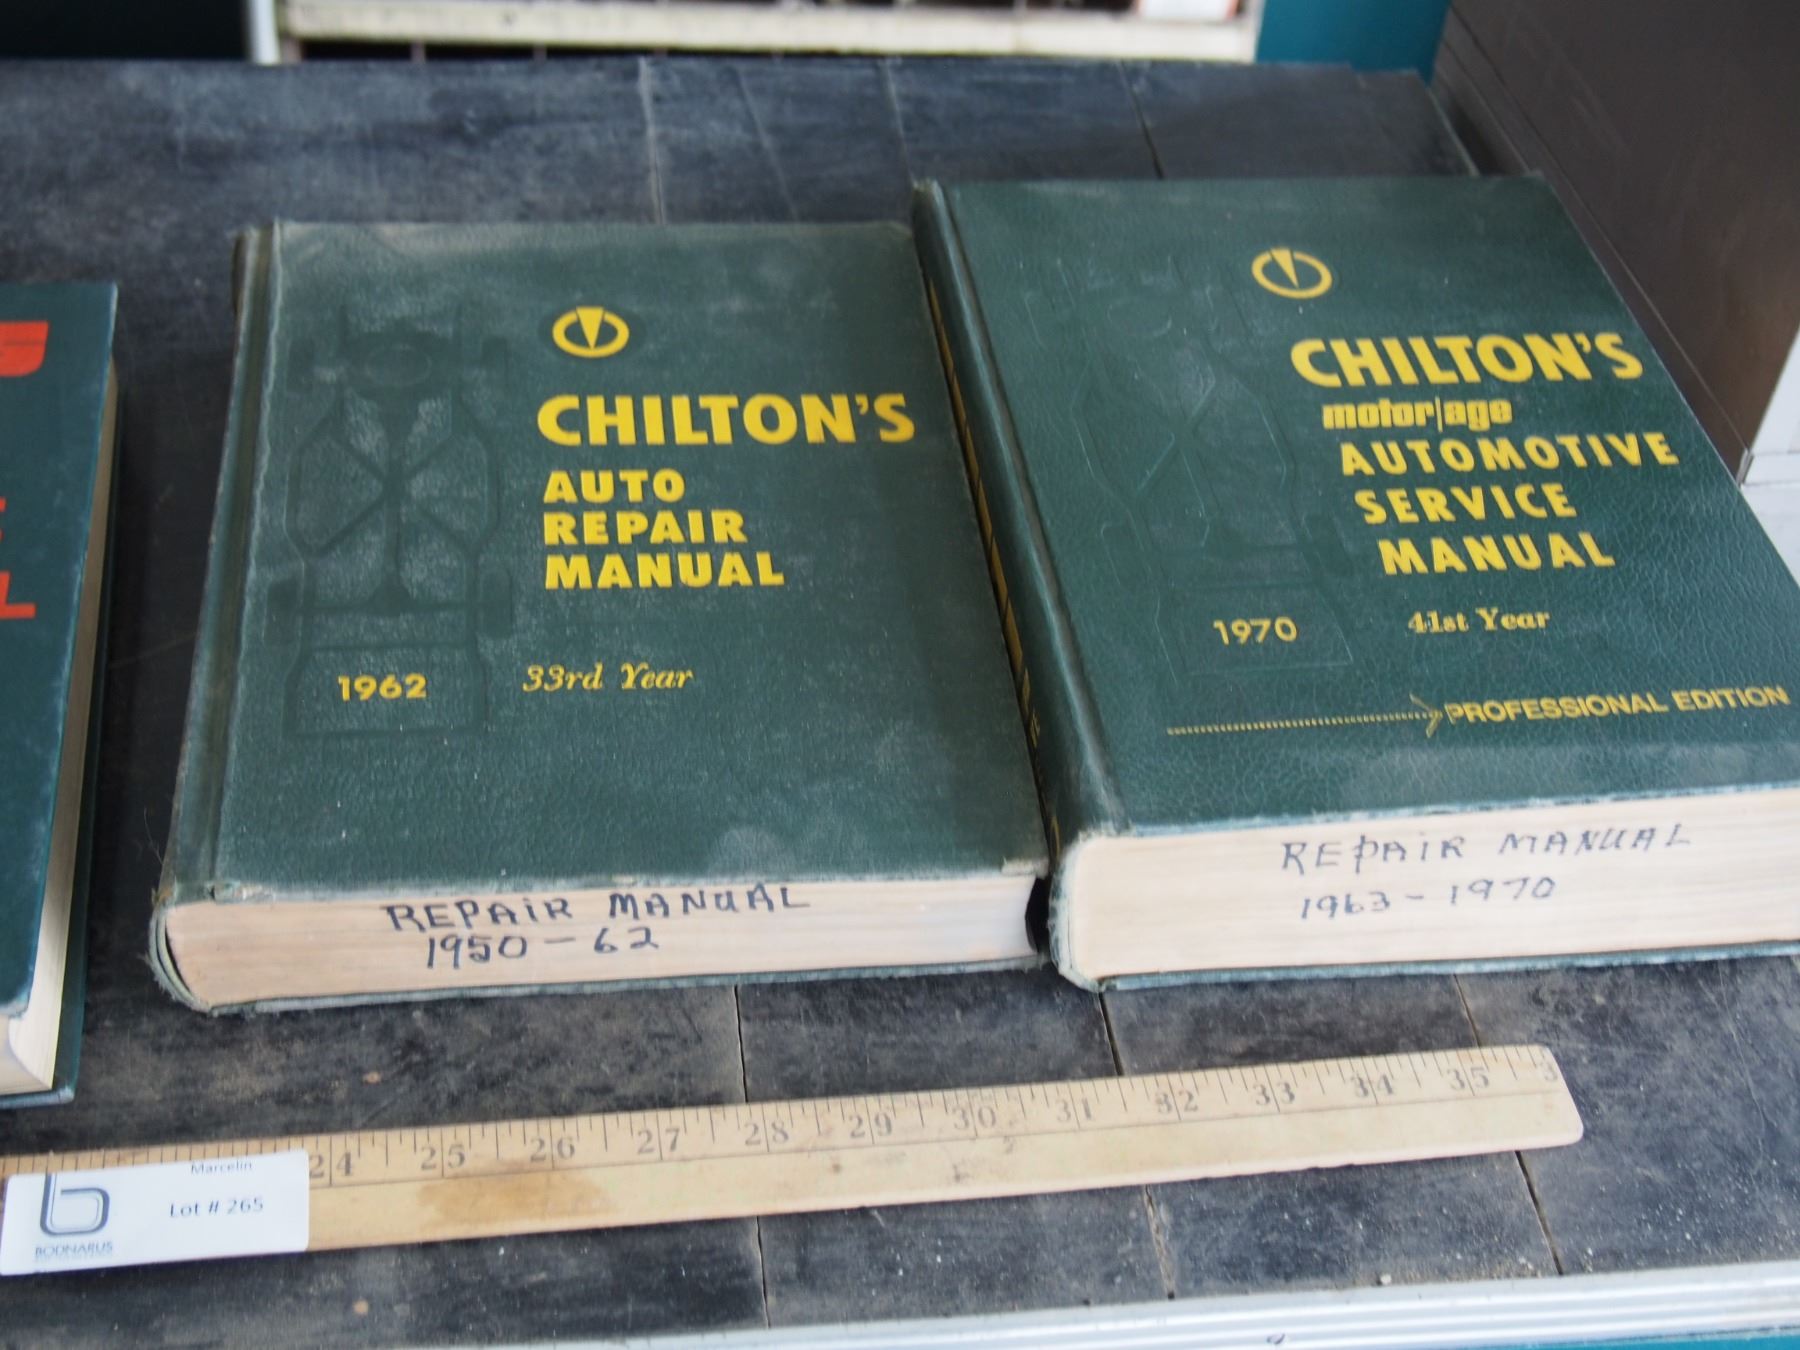 CHILTON'S
AUTO
REPAIR
MANUAL
1962
33rd Year
REPAIR MANUAL
1950-62
CHILTON'S
motor|age
AUTOMOTIVE
SERVICE
MANUAL
1970
41st Year
PROFESSIONAL EDITION
REPAIR MANUAL
1963-1970
24 25 26 27 28 29 30 31 32 33 34 35 3
Marcelin
Lot # 265
b
BODNARUS